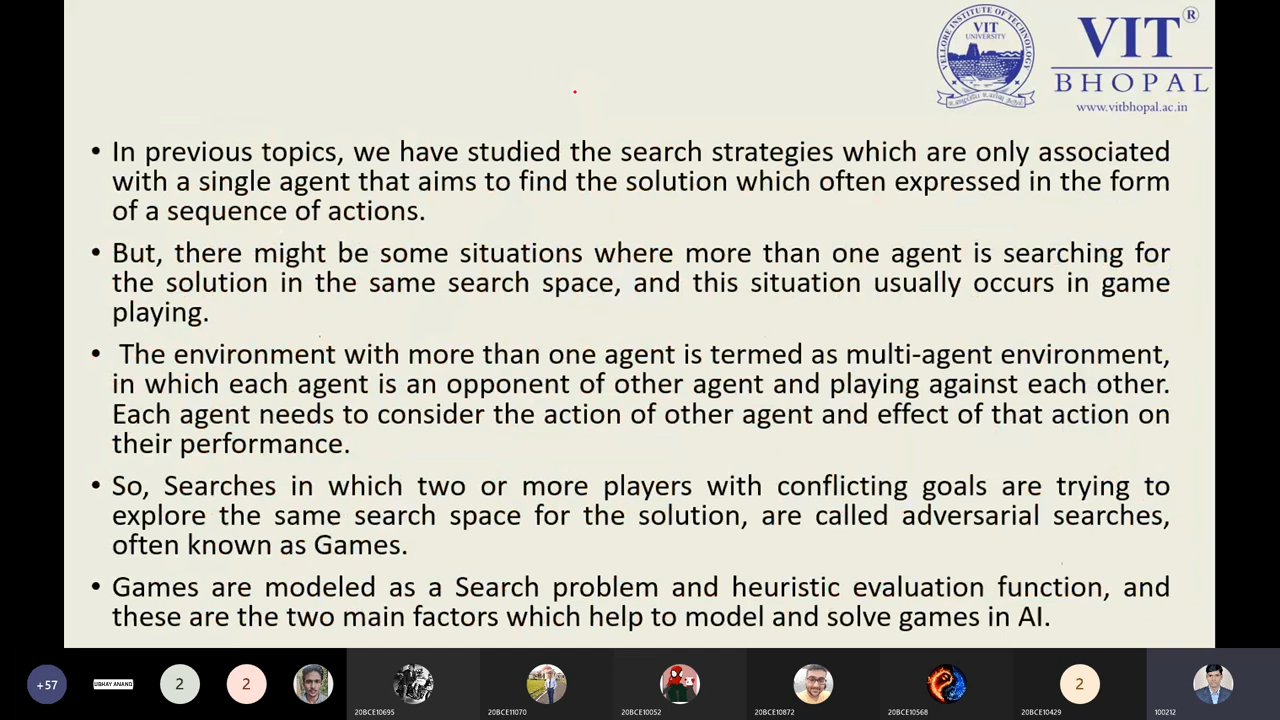 VELLORE INSTITUTE OF TECHNOLOGY
VIT
UNIVERSITY
VIT®
BHOPAL
www.vitbhopal.ac.in
• In previous topics, we have studied the search strategies which are only associated
with a single agent that aims to find the solution which often expressed in the form
of a sequence of actions.
• But, there might be some situations where more than one agent is searching for
the solution in the same search space, and this situation usually occurs in game
playing.
• The environment with more than one agent is termed as multi-agent environment,
in which each agent is an opponent of other agent and playing against each other.
Each agent needs to consider the action of other agent and effect of that action on
their performance.
• So, Searches in which two or more players with conflicting goals are trying to
explore the same search space for the solution, are called adversarial searches,
often known as Games.
• Games are modeled as a Search problem and heuristic evaluation function, and
these are the two main factors which help to model and solve games in AI.
+57
UBHAY ANAND
2
2
20BCE10695
20BCE11070
20BCE10052
20BCE10872
20BCE10568
2
20BCE10429
100212